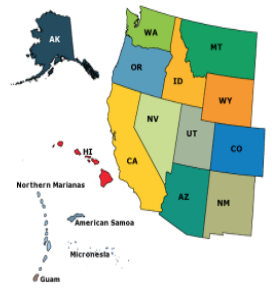 AK
WA
MT
OR
ID
WY
NV
UT
CO
CA
HI
AZ
NM
Northern Marianas
American Samoa
Micronesia
Guam